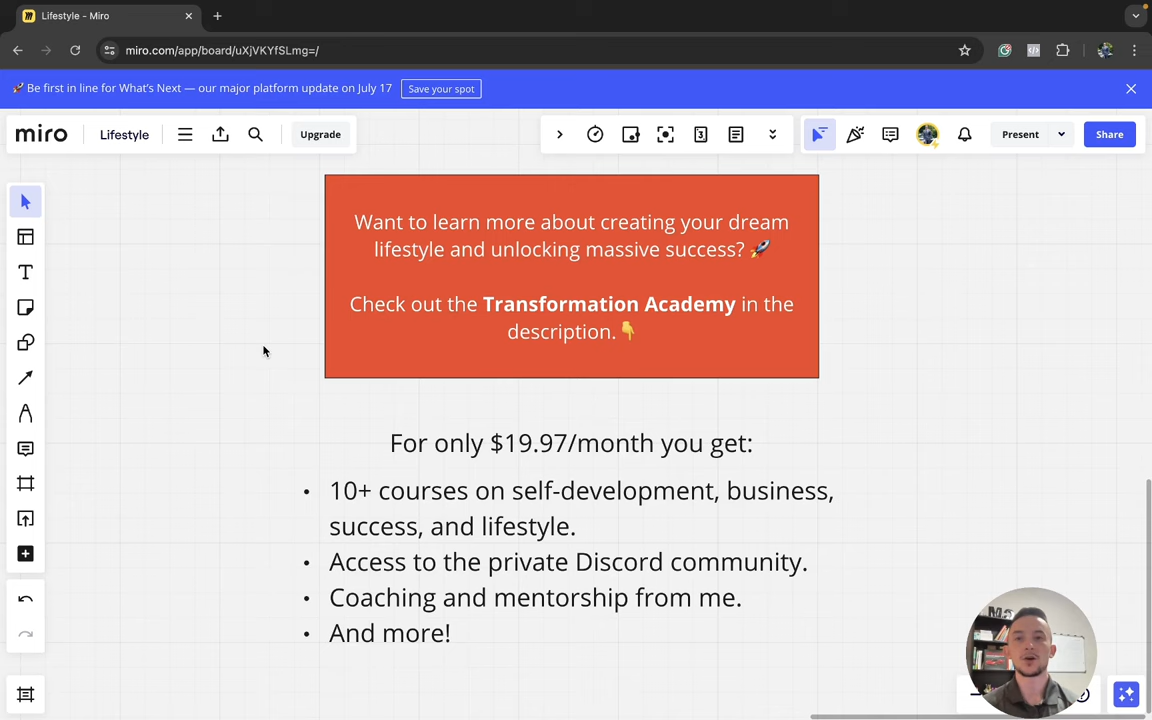 Lifestyle - Miro
miro.com/app/board/uXjVKYfSLmg=/
🚀 Be first in line for What's Next — our major platform update on July 17
Save your spot
miro
Lifestyle
Upgrade
3
Present
Share
Want to learn more about creating your dream
lifestyle and unlocking massive success? 🚀
Check out the Transformation Academy in the
description. 👇
For only $19.97/month you get:
• 10+ courses on self-development, business,
success, and lifestyle.
• Access to the private Discord community.
• Coaching and mentorship from me.
• And more!